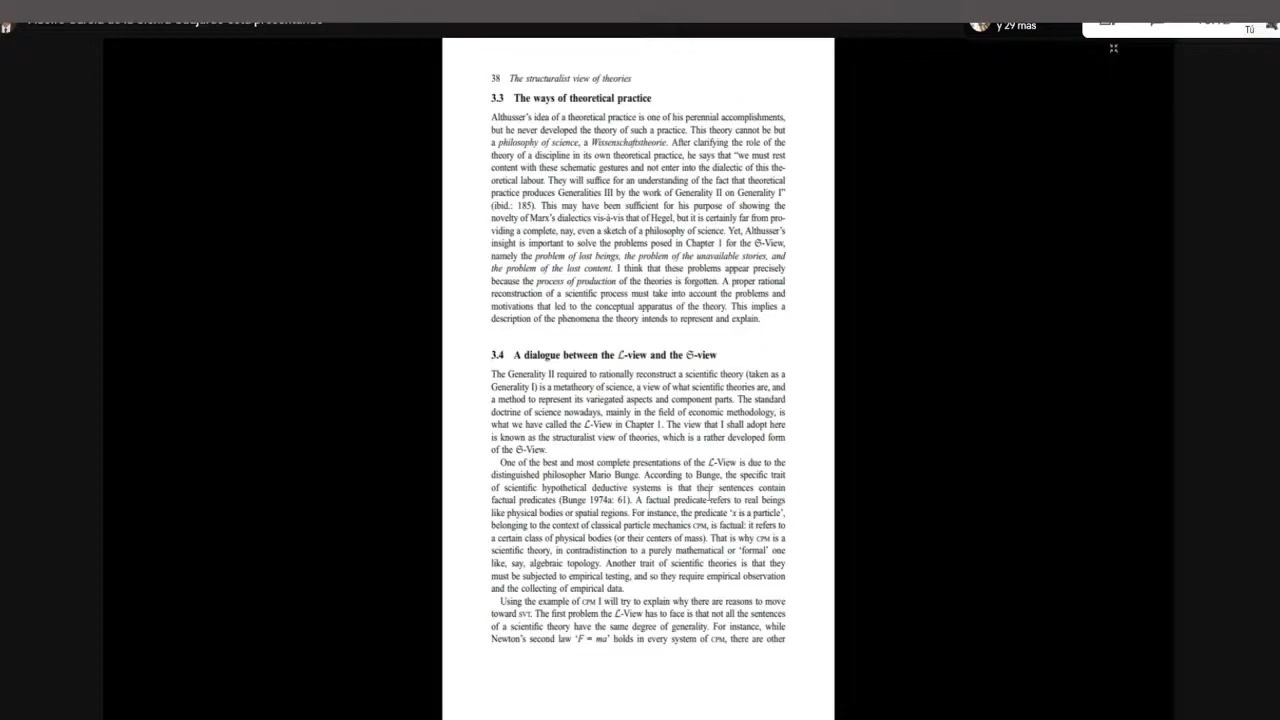 y 29 más
Tú
38 The structuralist view of theories
3.3 The ways of theoretical practice
Althusser's idea of a theoretical practice is one of his perennial accomplishments,
but he never developed the theory of such a practice. This theory cannot be but
a philosophy of science, a Wissenschaftstheorie. After clarifying the role of the
theory of a discipline in its own theoretical practice, he says that “we must rest
content with these schematic gestures and not enter into the dialectic of this the-
oretical labour. They will suffice for an understanding of the fact that theoretical
practice produces Generalities III by the work of Generality II on Generality I”
(ibid.: 185). This may have been sufficient for his purpose of showing the
novelty of Marx's dialectics vis-à-vis that of Hegel, but it is certainly far from pro-
viding a complete, nay, even a sketch of a philosophy of science. Yet, Althusser's
insight is important to solve the problems posed in Chapter 1 for the 𝔖-View,
namely the problem of lost beings, the problem of the unavailable stories, and
the problem of the lost content. I think that these problems appear precisely
because the process of production of the theories is forgotten. A proper rational
reconstruction of a scientific process must take into account the problems and
motivations that led to the conceptual apparatus of the theory. This implies a
description of the phenomena the theory intends to represent and explain.
3.4 A dialogue between the ℒ-view and the 𝔖-view
The Generality II required to rationally reconstruct a scientific theory (taken as a
Generality I) is a metatheory of science, a view of what scientific theories are, and
a method to represent its variegated aspects and component parts. The standard
doctrine of science nowadays, mainly in the field of economic methodology, is
what we have called the ℒ-View in Chapter 1. The view that I shall adopt here
is known as the structuralist view of theories, which is a rather developed form
of the 𝔖-View.
One of the best and most complete presentations of the ℒ-View is due to the
distinguished philosopher Mario Bunge. According to Bunge, the specific trait
of scientific hypothetical deductive systems is that their sentences contain
factual predicates (Bunge 1974a: 61). A factual predicate refers to real beings
like physical bodies or spatial regions. For instance, the predicate ‘x is a particle’,
belonging to the context of classical particle mechanics CPM, is factual: it refers to
a certain class of physical bodies (or their centers of mass). That is why CPM is a
scientific theory, in contradistinction to a purely mathematical or ‘formal’ one
like, say, algebraic topology. Another trait of scientific theories is that they
must be subjected to empirical testing, and so they require empirical observation
and the collecting of empirical data.
Using the example of CPM I will try to explain why there are reasons to move
toward SVT. The first problem the ℒ-View has to face is that not all the sentences
of a scientific theory have the same degree of generality. For instance, while
Newton's second law ‘F = ma’ holds in every system of CPM, there are other